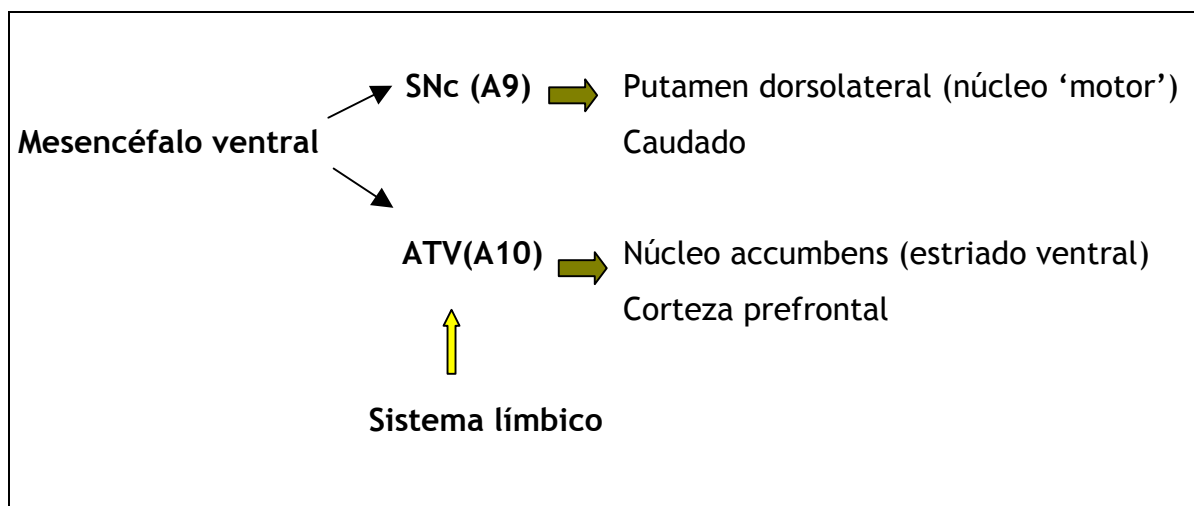 SNc (A9) Putamen dorsolateral (núcleo ‘motor’)
Mesencéfalo ventral Caudado
ATV(A10) Núcleo accumbens (estriado ventral)
Corteza prefrontal
Sistema límbico